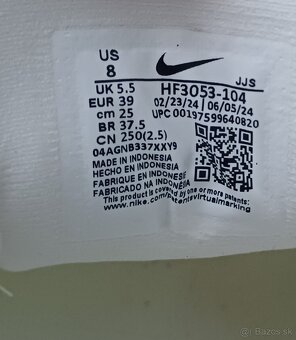 US
8
JJS
UK 5.5
EUR 39
cm 25
BR 37.5
CN 250(2.5)
HF3053-104
02/23/24 06/05/24
UPC 00197599640820
04AGNB337XXY9
MADE IN INDONESIA
HECHO EN INDONESIA
FABRIQUE EN INDONESIE
FABRICADO NA INDONESIA
This product is covered by one or more patents.
www.nike.com/patentsvirtualmarking
Bazos.sk